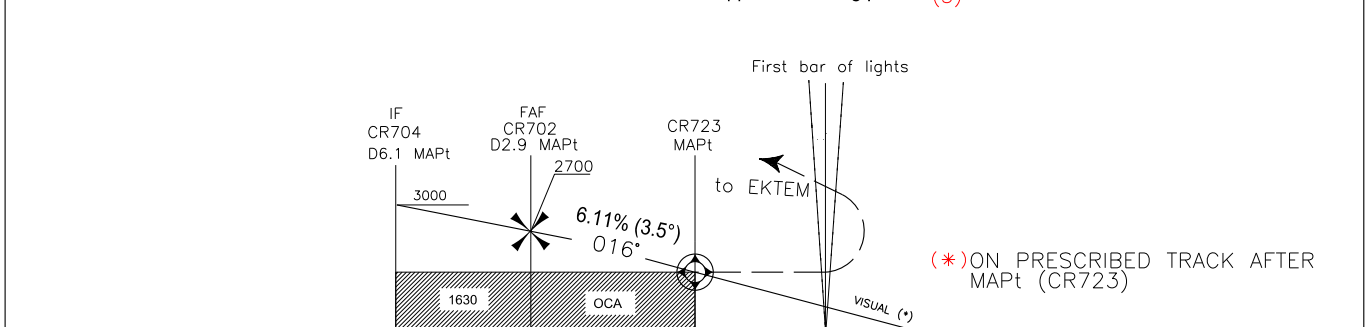 First bar of lights
IF
CR704
D6.1 MAPt
FAF
CR702
D2.9 MAPt
CR723
MAPt
2700
3000
to EKTEM
6.11% (3.5°)
016°
(*)ON PRESCRIBED TRACK AFTER
MAPt (CR723)
1630
OCA
VISUAL (*)